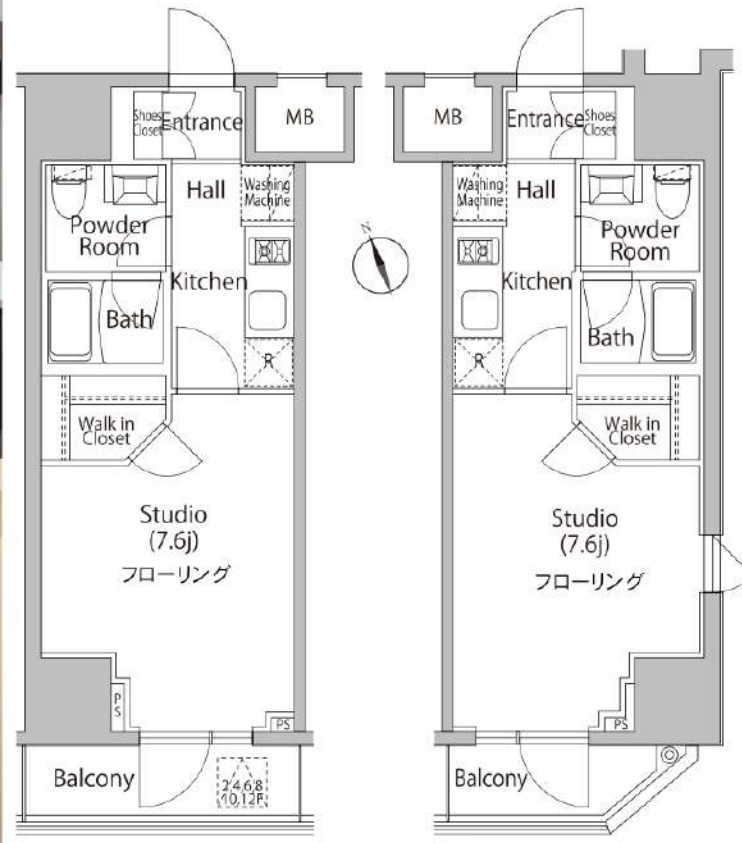 Shoes
Closet
Entrance
MB
Hall
Washing
Machine
Powder
Room
Kitchen
Bath
R
Walk in
Closet
Studio
(7.6j)
フローリング
P
S
PS
Balcony
2,4,6,8
10,12F
N
MB
Entrance
Shoes
Closet
Washing
Machine
Hall
Powder
Room
Kitchen
Bath
R
Walk in
Closet
Studio
(7.6j)
フローリング
PS
Balcony